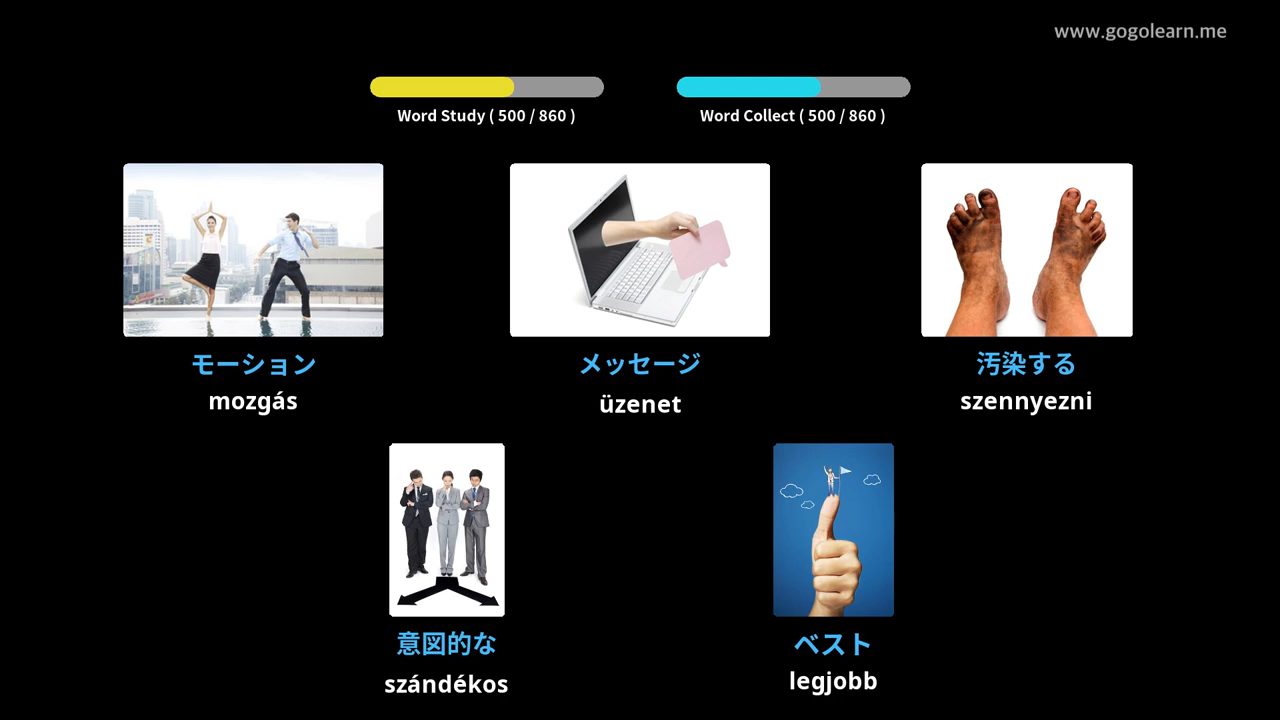 www.gogolearn.me
Word Study ( 500 / 860 )
Word Collect ( 500 / 860 )
モーション
mozgás
メッセージ
üzenet
汚染する
szennyezni
意図的な
szándékos
ベスト
legjobb